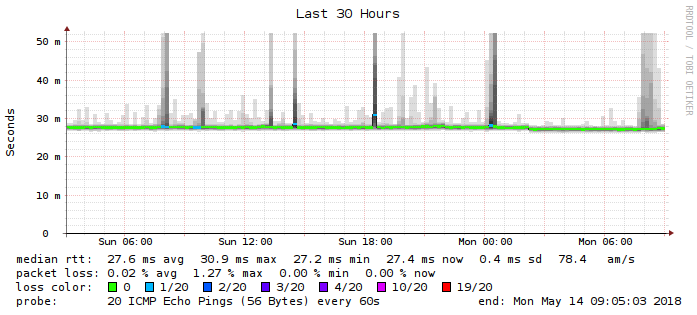 Last 30 Hours
RRDTOOL / TOBI OETIKER
Seconds
50 m
40 m
30 m
20 m
10 m
0
Sun 06:00 Sun 12:00 Sun 18:00 Mon 00:00 Mon 06:00
median rtt: 27.6 ms avg 30.9 ms max 27.2 ms min 27.4 ms now 0.4 ms sd 78.4 am/s
packet loss: 0.02 % avg 1.27 % max 0.00 % min 0.00 % now
loss color: 0 1/20 2/20 3/20 4/20 10/20 19/20
probe: 20 ICMP Echo Pings (56 Bytes) every 60s end: Mon May 14 09:05:03 2018